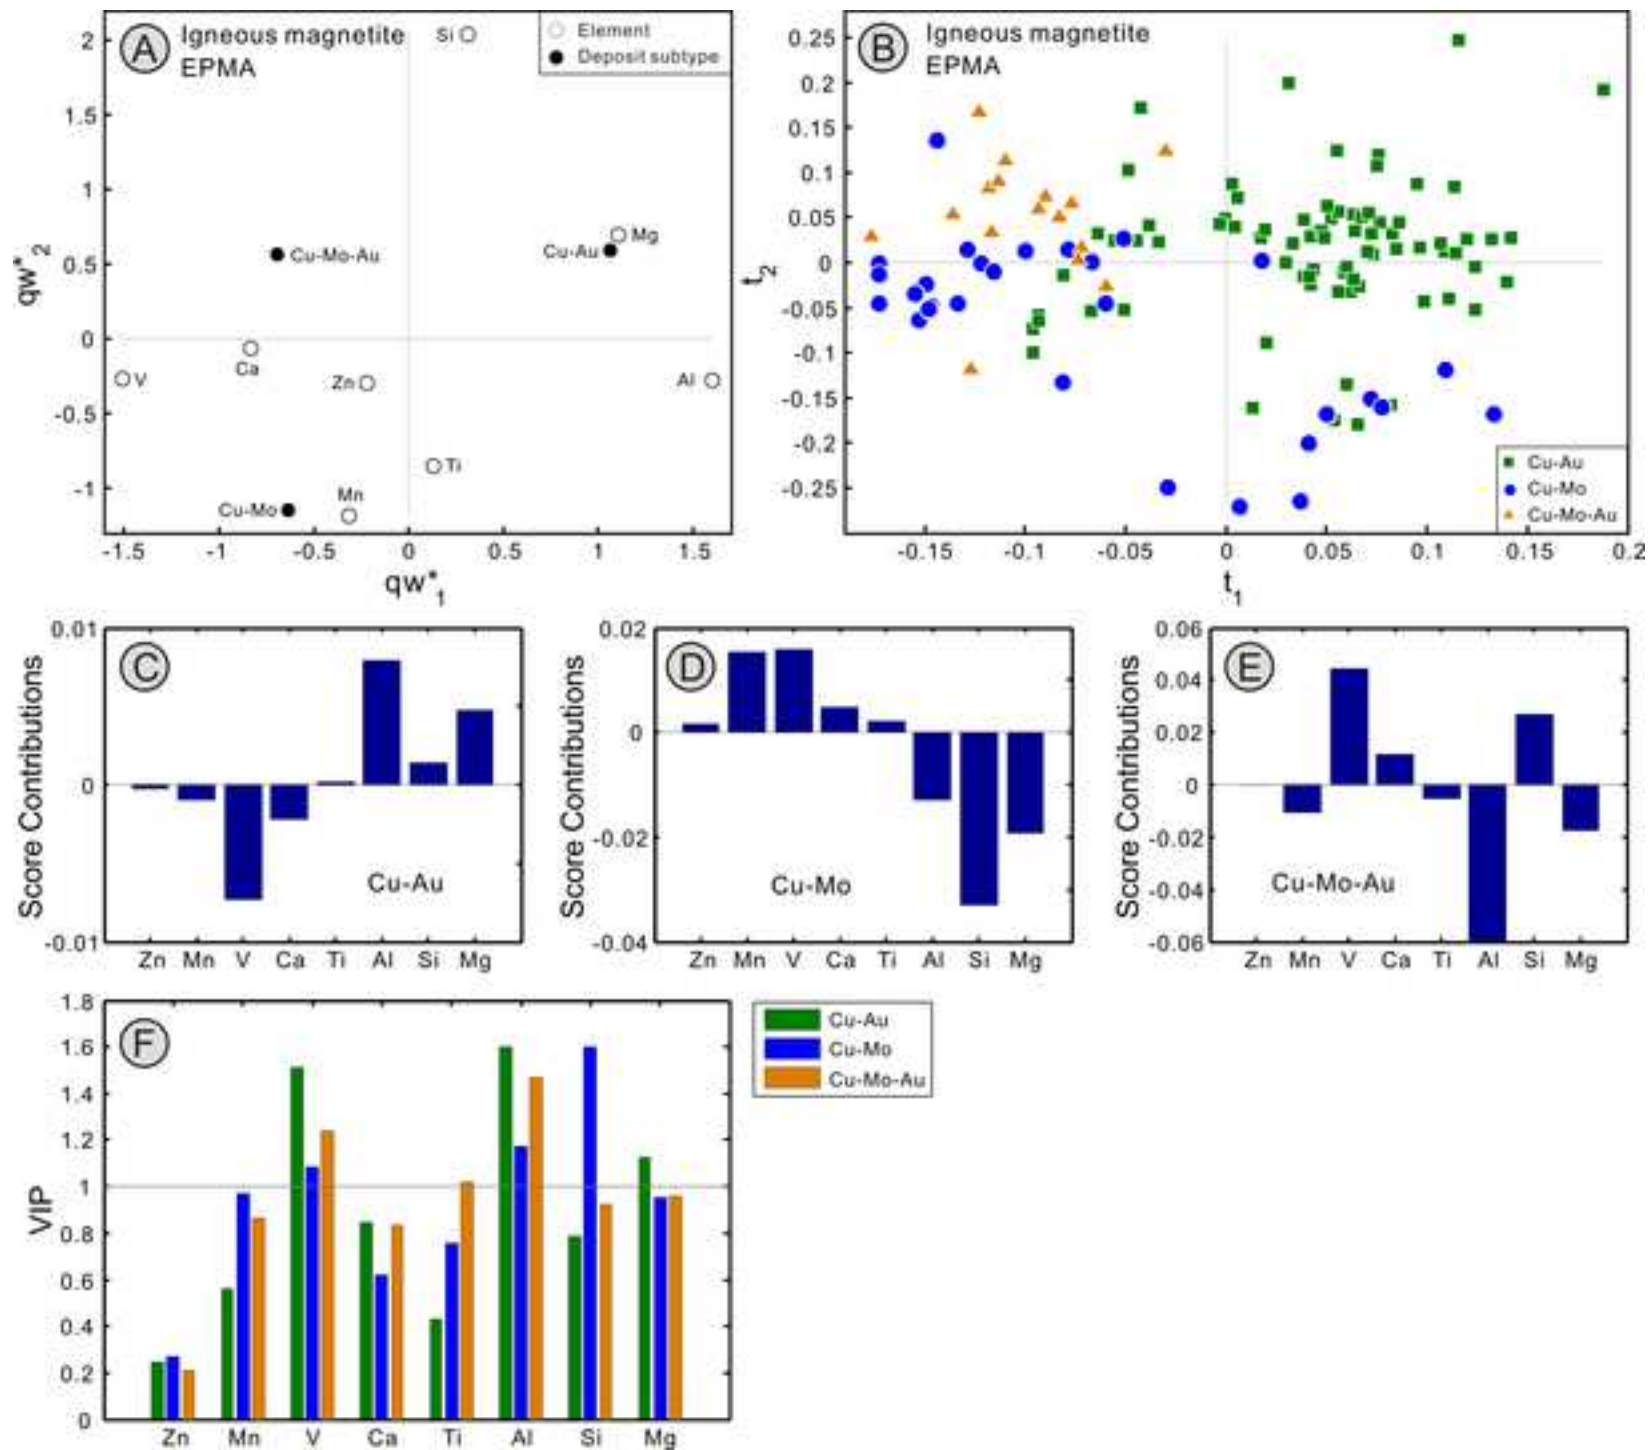 A Igneous magnetite
EPMA
Element
Deposit subtype
Si
Cu-Mo-Au
Cu-Au
Mg
Ca
V
Zn
Al
Ti
Mn
Cu-Mo
2
1.5
1
0.5
0
-0.5
-1
qw*2
-1.5 -1 -0.5 0 0.5 1 1.5
qw*1
B Igneous magnetite
EPMA
0.25
0.2
0.15
0.1
0.05
0
-0.05
-0.1
-0.15
-0.2
-0.25
t2
Cu-Au
Cu-Mo
Cu-Mo-Au
-0.15 -0.1 -0.05 0 0.05 0.1 0.15 0.2
t1
C
0.01
0
-0.01
Score Contributions
Cu-Au
Zn Mn V Ca Ti Al Si Mg
D
0.02
0
-0.02
-0.04
Score Contributions
Cu-Mo
Zn Mn V Ca Ti Al Si Mg
E
0.06
0.04
0.02
0
-0.02
-0.04
-0.06
Score Contributions
Cu-Mo-Au
Zn Mn V Ca Ti Al Si Mg
F
1.8
1.6
1.4
1.2
1
0.8
0.6
0.4
0.2
0
VIP
Zn Mn V Ca Ti Al Si Mg
Cu-Au
Cu-Mo
Cu-Mo-Au